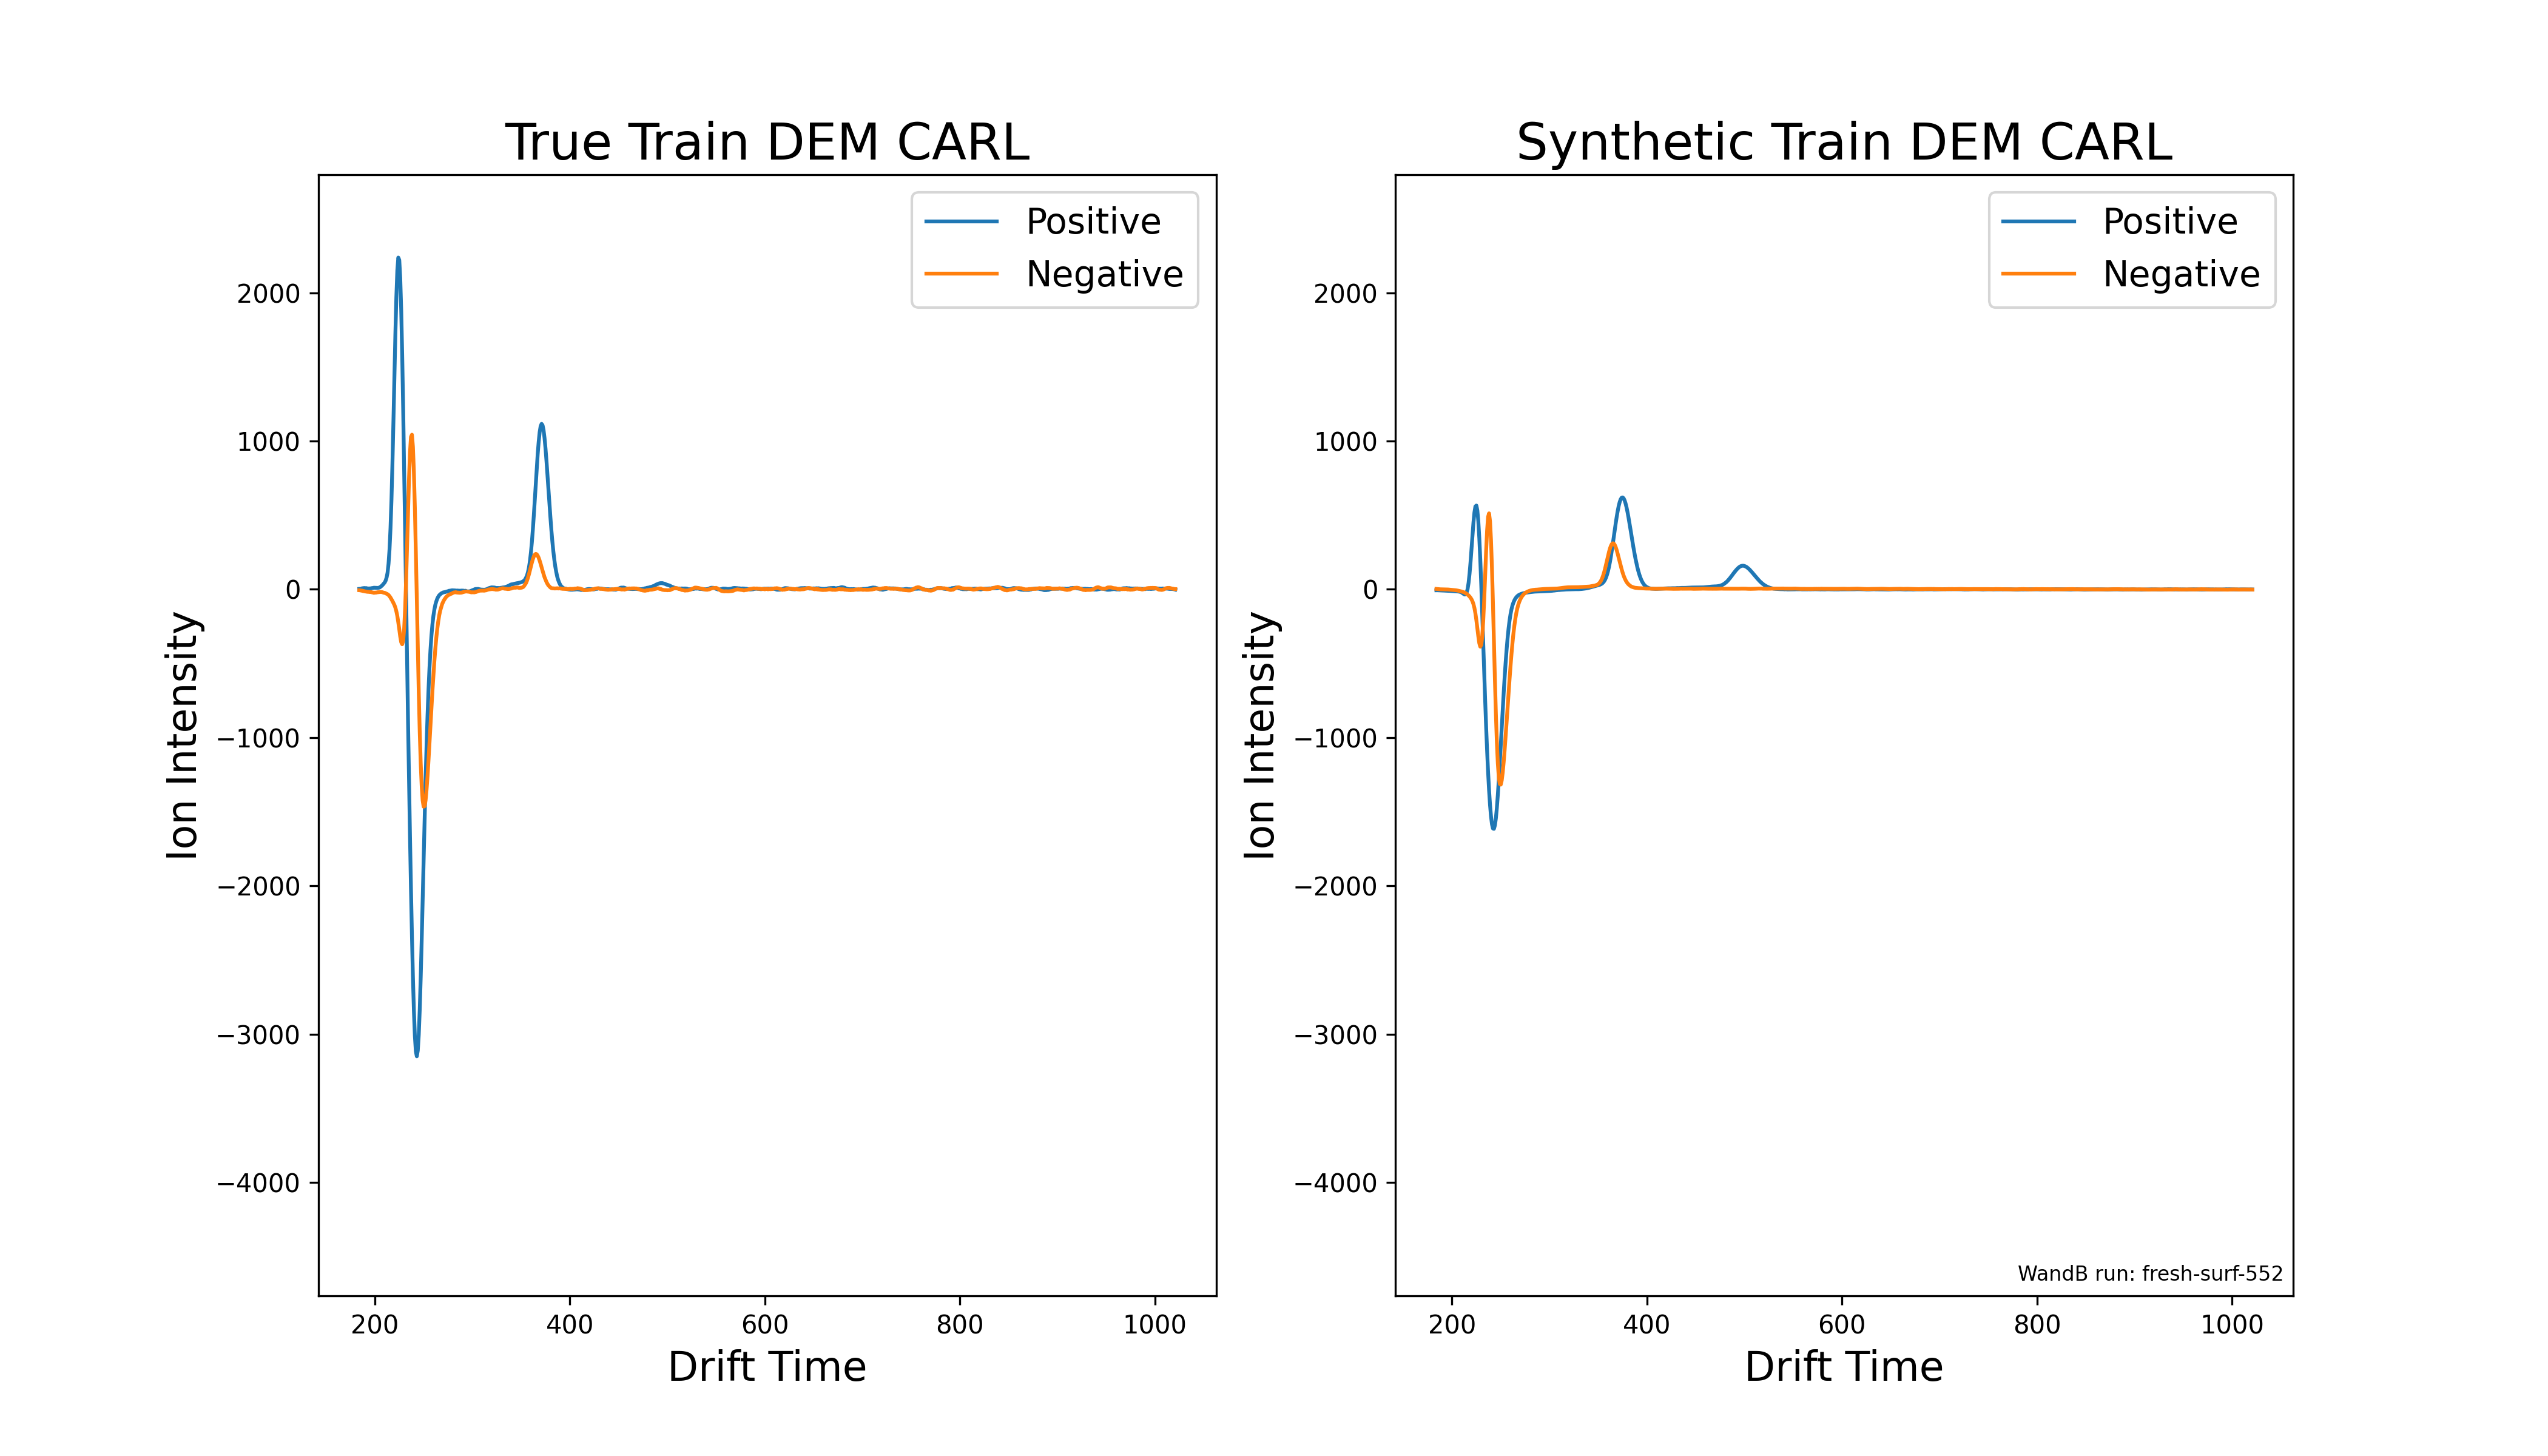 True Train DEM CARL
Positive
Negative
2000
1000
0
−1000
−2000
−3000
−4000
Ion Intensity
200 400 600 800 1000
Drift Time
Synthetic Train DEM CARL
Positive
Negative
2000
1000
0
−1000
−2000
−3000
−4000
Ion Intensity
WandB run: fresh-surf-552
200 400 600 800 1000
Drift Time